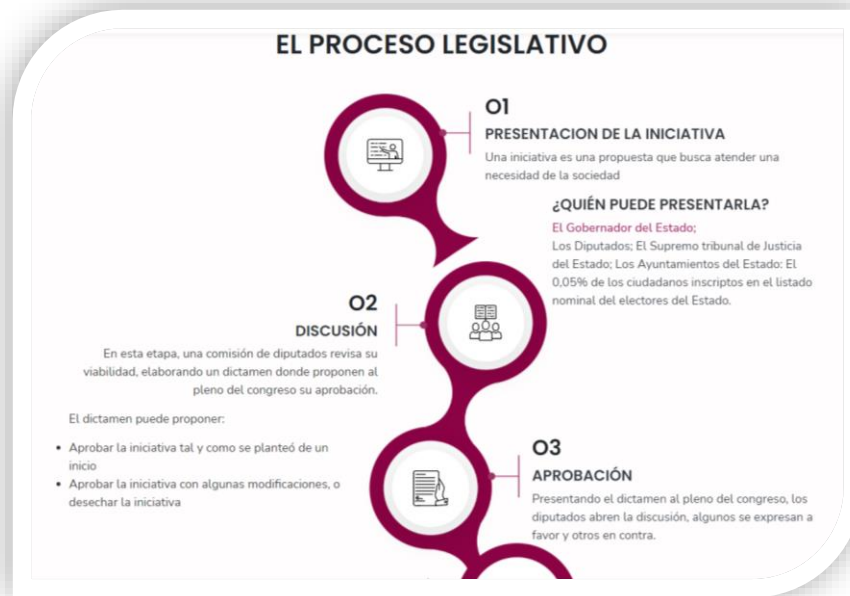 EL PROCESO LEGISLATIVO
01
PRESENTACION DE LA INICIATIVA
Una iniciativa es una propuesta que busca atender una
necesidad de la sociedad
¿QUIÉN PUEDE PRESENTARLA?
El Gobernador del Estado;
Los Diputados; El Supremo tribunal de Justicia
del Estado; Los Ayuntamientos del Estado: El
0,05% de los ciudadanos inscriptos en el listado
nominal del electores del Estado.
02
DISCUSIÓN
En esta etapa, una comisión de diputados revisa su
viabilidad, elaborando un dictamen donde proponen al
pleno del congreso su aprobación.
El dictamen puede proponer:
• Aprobar la iniciativa tal y como se planteó de un
inicio
• Aprobar la iniciativa con algunas modificaciones, o
desechar la iniciativa
03
APROBACIÓN
Presentando el dictamen al pleno del congreso, los
diputados abren la discusión, algunos se expresan a
favor y otros en contra.